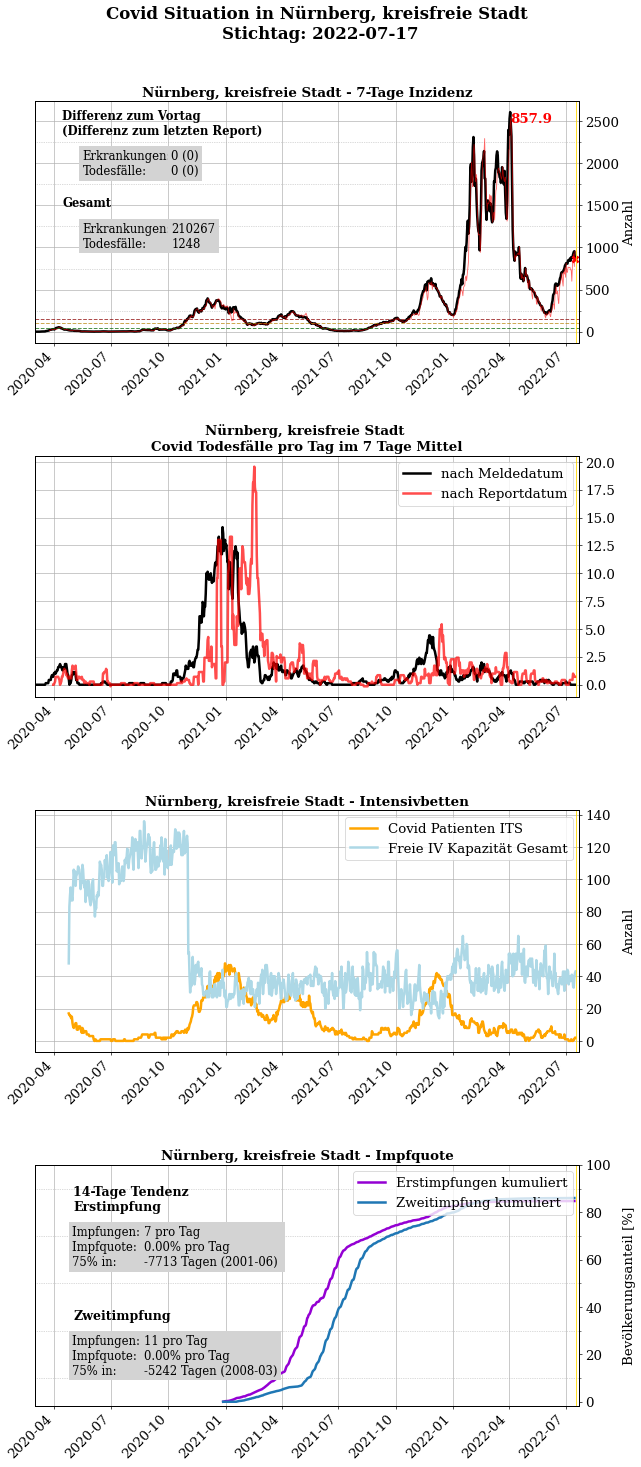 Covid Situation in Nürnberg, kreisfreie Stadt
Stichtag: 2022-07-17
Nürnberg, kreisfreie Stadt - 7-Tage Inzidenz
Differenz zum Vortag
(Differenz zum letzten Report)
Erkrankungen 0 (0)
Todesfälle: 0 (0)
Gesamt
Erkrankungen 210267
Todesfälle: 1248
857.9
2500
2000
1500
1000
500
0
Anzahl
2020-04 2020-07 2020-10 2021-01 2021-04 2021-07 2021-10 2022-01 2022-04 2022-07
Nürnberg, kreisfreie Stadt
Covid Todesfälle pro Tag im 7 Tage Mittel
nach Meldedatum
nach Reportdatum
20.0
17.5
15.0
12.5
10.0
7.5
5.0
2.5
0.0
2020-04 2020-07 2020-10 2021-01 2021-04 2021-07 2021-10 2022-01 2022-04 2022-07
Nürnberg, kreisfreie Stadt - Intensivbetten
Covid Patienten ITS
Freie IV Kapazität Gesamt
140
120
100
80
60
40
20
0
Anzahl
2020-04 2020-07 2020-10 2021-01 2021-04 2021-07 2021-10 2022-01 2022-04 2022-07
Nürnberg, kreisfreie Stadt - Impfquote
14-Tage Tendenz
Erstimpfung
Impfungen: 7 pro Tag
Impfquote: 0.00% pro Tag
75% in: -7713 Tagen (2001-06)
Zweitimpfung
Impfungen: 11 pro Tag
Impfquote: 0.00% pro Tag
75% in: -5242 Tagen (2008-03)
Erstimpfungen kumuliert
Zweitimpfung kumuliert
100
80
60
40
20
0
Bevölkerungsanteil [%]
2020-04 2020-07 2020-10 2021-01 2021-04 2021-07 2021-10 2022-01 2022-04 2022-07